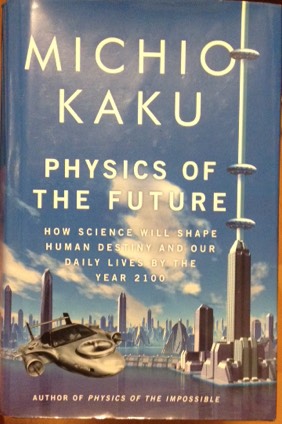 MICHIO
KAKU
PHYSICS OF
THE FUTURE
HOW SCIENCE WILL SHAPE
HUMAN DESTINY AND OUR
DAILY LIVES BY THE
YEAR 2100
AUTHOR OF PHYSICS OF THE IMPOSSIBLE